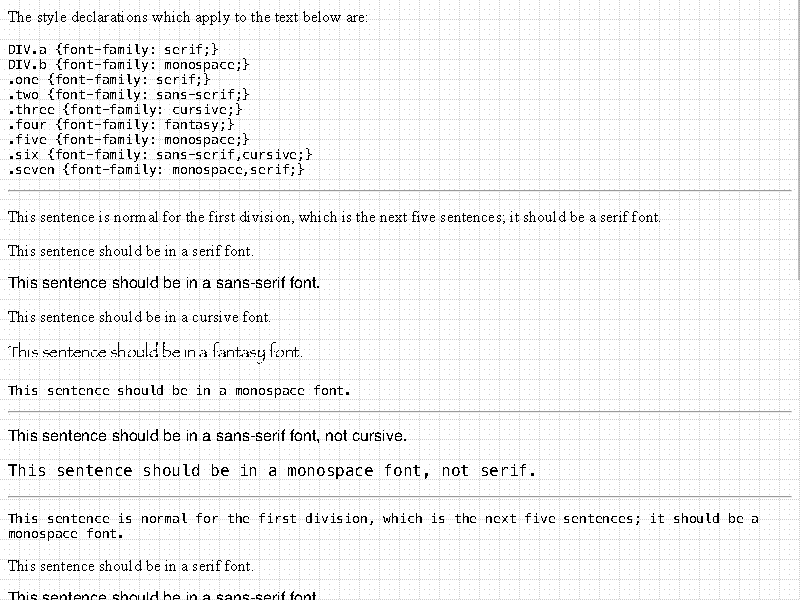 The style declarations which apply to the text below are:
DIV.a {font-family: serif;}
DIV.b {font-family: monospace;}
.one {font-family: serif;}
.two {font-family: sans-serif;}
.three {font-family: cursive;}
.four {font-family: fantasy;}
.five {font-family: monospace;}
.six {font-family: sans-serif,cursive;}
.seven {font-family: monospace,serif;}
This sentence is normal for the first division, which is the next five sentences; it should be a serif font.
This sentence should be in a serif font.
This sentence should be in a sans-serif font.
This sentence should be in a cursive font.
This sentence should be in a fantasy font.
This sentence should be in a monospace font.
This sentence should be in a sans-serif font, not cursive.
This sentence should be in a monospace font, not serif.
This sentence is normal for the first division, which is the next five sentences; it should be a
monospace font.
This sentence should be in a serif font.
This sentence should be in a sans-serif font.